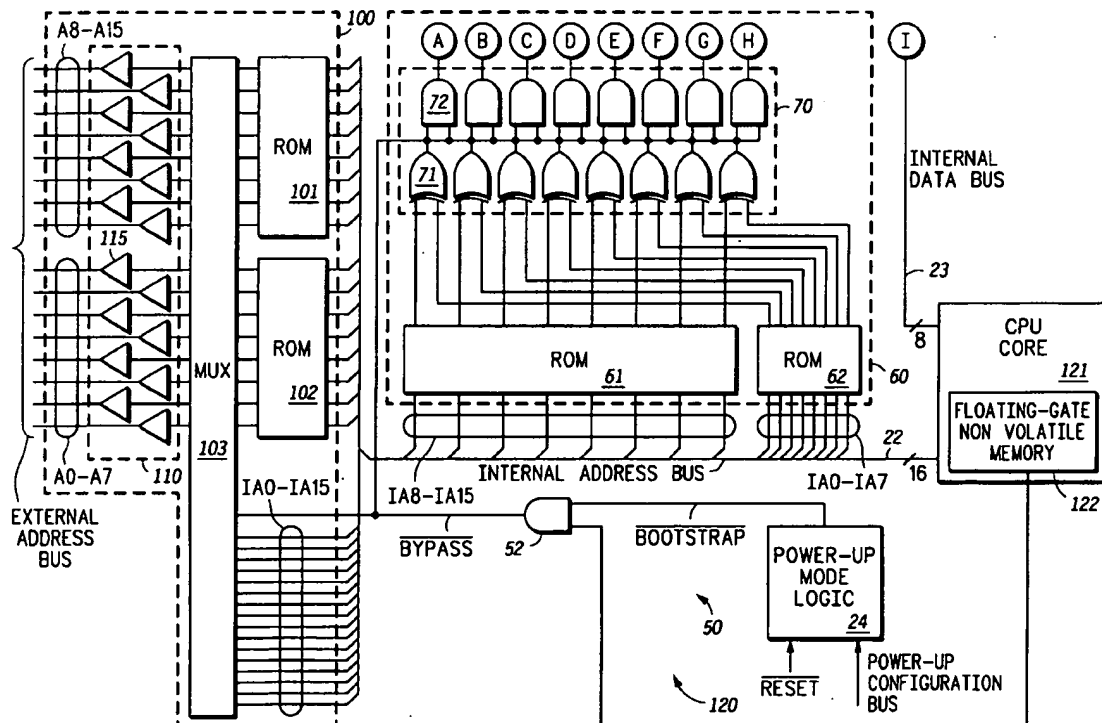 A8-A15
100
A
B
C
D
E
F
G
H
I
72
70
71
ROM
101
115
INTERNAL
DATA BUS
23
8
CPU
CORE
121
FLOATING-GATE
NON VOLATILE
MEMORY
122
MUX
103
ROM
102
ROM
61
ROM
62
60
A0-A7
110
EXTERNAL
ADDRESS
BUS
IA8-IA15
INTERNAL ADDRESS BUS
IA0-IA7
22
16
IA0-IA15
BYPASS
52
BOOTSTRAP
POWER-UP
MODE
LOGIC
24
50
120
RESET
POWER-UP
CONFIGURATION
BUS